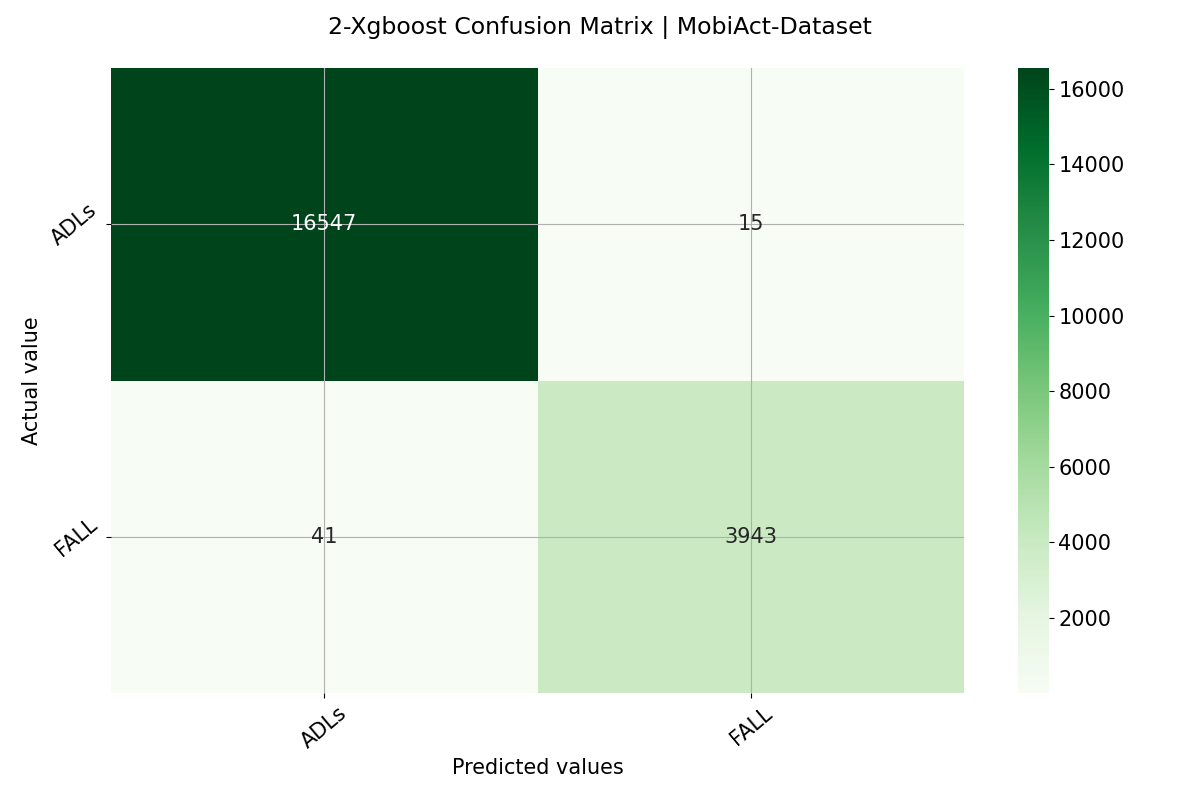 2-Xgboost Confusion Matrix | MobiAct-Dataset
16000
14000
12000
10000
8000
6000
4000
2000
Actual value
ADLs
16547
15
FALL
41
3943
ADLs
FALL
Predicted values